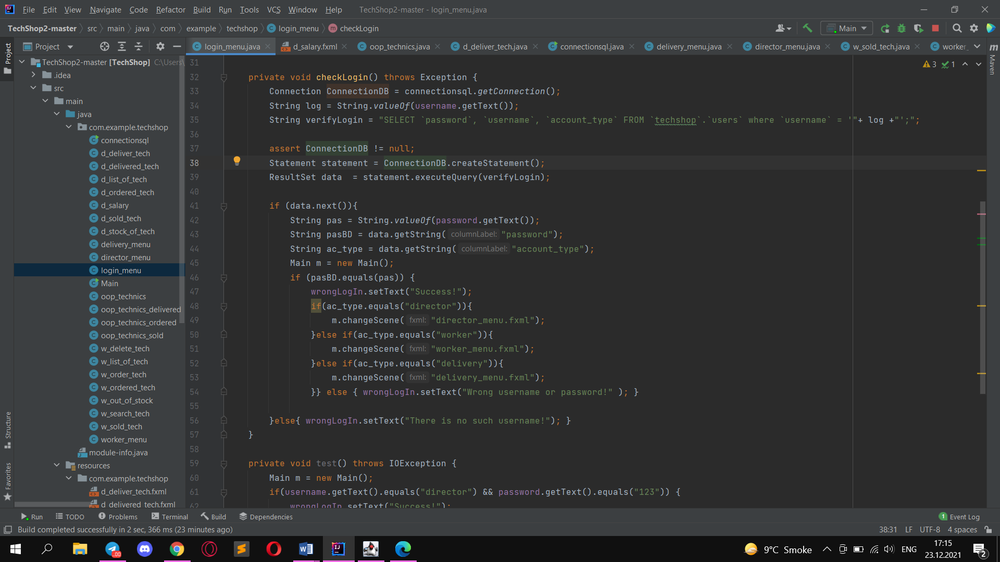 File Edit View Navigate Code Refactor Build Run Tools VCS Window Help TechShop2-master - login_menu.java
TechShop2-master src main java com example techshop login_menu checkLogin Main
Project login_menu.java d_salary.fxml oop_technics.java d_deliver_tech.java connectionsql.java delivery_menu.java director_menu.java w_sold_tech.java worker_
Project
Structure
Favorites
Maven
TechShop2-master [TechShop] C:\Users\
.idea
src
main
java
com.example.techshop
connectionsql
d_deliver_tech
d_delivered_tech
d_list_of_tech
d_ordered_tech
d_salary
d_sold_tech
d_stock_of_tech
delivery_menu
director_menu
login_menu
Main
oop_technics
oop_technics_delivered
oop_technics_ordered
oop_technics_sold
w_delete_tech
w_list_of_tech
w_order_tech
w_ordered_tech
w_out_of_stock
w_search_tech
w_sold_tech
worker_menu
module-info.java
resources
com.example.techshop
d_deliver_tech.fxml
d_delivered_tech.fxml
3 1
31
32 private void checkLogin() throws Exception {
33 Connection ConnectionDB = connectionsql.getConnection();
34 String log = String.valueOf(username.getText());
35 String verifyLogin = "SELECT `password`, `username`, `account_type` FROM `techshop`.`users` where `username` = '"+ log +"';";
36
37 assert ConnectionDB != null;
38 Statement statement = ConnectionDB.createStatement();
39 ResultSet data  = statement.executeQuery(verifyLogin);
40
41 if (data.next()){
42 String pas = String.valueOf(password.getText());
43 String pasBD = data.getString( columnLabel: "password");
44 String ac_type = data.getString( columnLabel: "account_type");
45 Main m = new Main();
46 if (pasBD.equals(pas)) {
47 wrongLogIn.setText("Success!");
48 if(ac_type.equals("director")){
49 m.changeScene( fxml: "director_menu.fxml");
50 }else if(ac_type.equals("worker")){
51 m.changeScene( fxml: "worker_menu.fxml");
52 }else if(ac_type.equals("delivery")){
53 m.changeScene( fxml: "delivery_menu.fxml");
54 }} else { wrongLogIn.setText("Wrong username or password!" ); }
55
56 }else{ wrongLogIn.setText("There is no such username!"); }
57 }
58
59 private void test() throws IOException {
60 Main m = new Main();
61 if(username.getText().equals("director") && password.getText().equals("123")) {
62 wrongLogIn.setText("Success!");
Run TODO Problems Terminal Build Dependencies 1 Event Log
Build completed successfully in 2 sec, 366 ms (23 minutes ago) 38:31 LF UTF-8 4 spaces
9°C Smoke ENG 17:15
23.12.2021 2